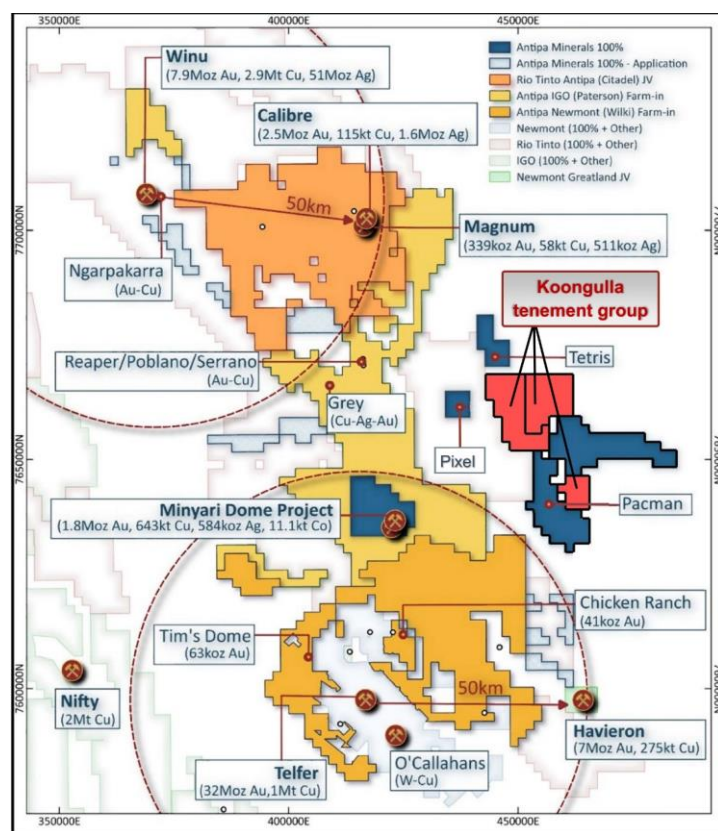 350000E
400000E
450000E
Winu
(7.9Moz Au, 2.9Mt Cu, 51Moz Ag)
Calibre
(2.5Moz Au, 115kt Cu, 1.6Moz Ag)
Antipa Minerals 100%
Antipa Minerals 100% - Application
Rio Tinto Antipa (Citadel) JV
Antipa IGO (Paterson) Farm-in
Antipa Newmont (Wilki) Farm-in
Newmont (100% + Other)
Rio Tinto (100% + Other)
IGO (100% + Other)
Newmont Greatland JV
50km
7700000N
7700000N
Magnum
(339koz Au, 58kt Cu, 511koz Ag)
Ngarpakarra
(Au-Cu)
Koongulla
tenement group
Reaper/Poblano/Serrano
(Au-Cu)
Tetris
Grey
(Cu-Ag-Au)
Pixel
7650000N
7650000N
Minyari Dome Project
(1.8Moz Au, 643kt Cu, 584koz Ag, 11.1kt Co)
Pacman
Tim's Dome
(63koz Au)
Chicken Ranch
(41koz Au)
50km
7600000N
7600000N
Nifty
(2Mt Cu)
Telfer
(32Moz Au,1Mt Cu)
O'Callahans
(W-Cu)
Havieron
(7Moz Au, 275kt Cu)
350000E
400000E
450000E